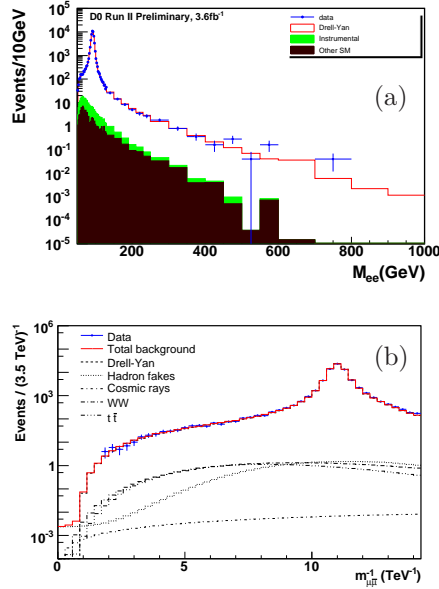 D0 Run II Preliminary, 3.6fb⁻¹
data
Drell-Yan
Instrumental
Other SM
(a)
Events/10GeV
10⁵
10⁴
10³
10²
10
1
10⁻¹
10⁻²
10⁻³
10⁻⁴
10⁻⁵
200 400 600 800 1000
M_ee(GeV)
10⁶
Data
Total background
Drell-Yan
Hadron fakes
Cosmic rays
WW
t t̄
(b)
Events / (3.5 TeV)⁻¹
10³
1
10⁻³
0 5 10
m⁻¹_μμ̄ (TeV⁻¹)